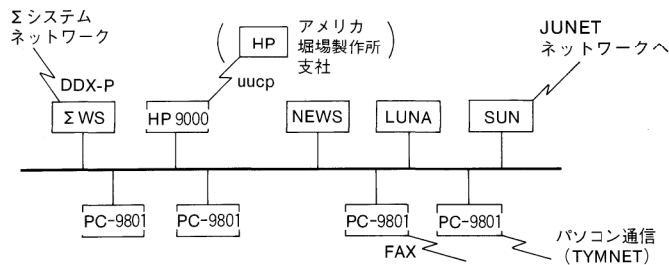 Σシステム
ネットワーク
DDX-P
HP
アメリカ
堀場製作所
支社
uucp
JUNET
ネットワークへ
ΣWS
HP 9000
NEWS
LUNA
SUN
PC-9801
PC-9801
PC-9801
PC-9801
FAX
パソコン通信
(TYMNET)